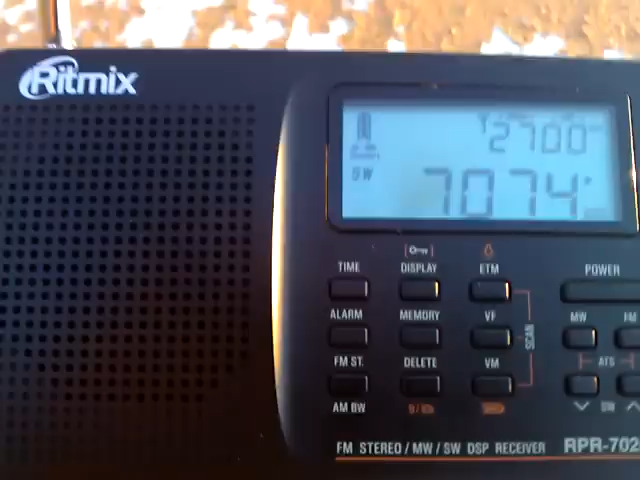 Ritmix
2700
SW
7074
TIME DISPLAY ETM POWER
ALARM MEMORY VF MW FM
SCAN
FM ST. DELETE VM ATS
AM BW SW
FM STEREO / MW / SW DSP RECEIVER RPR-702